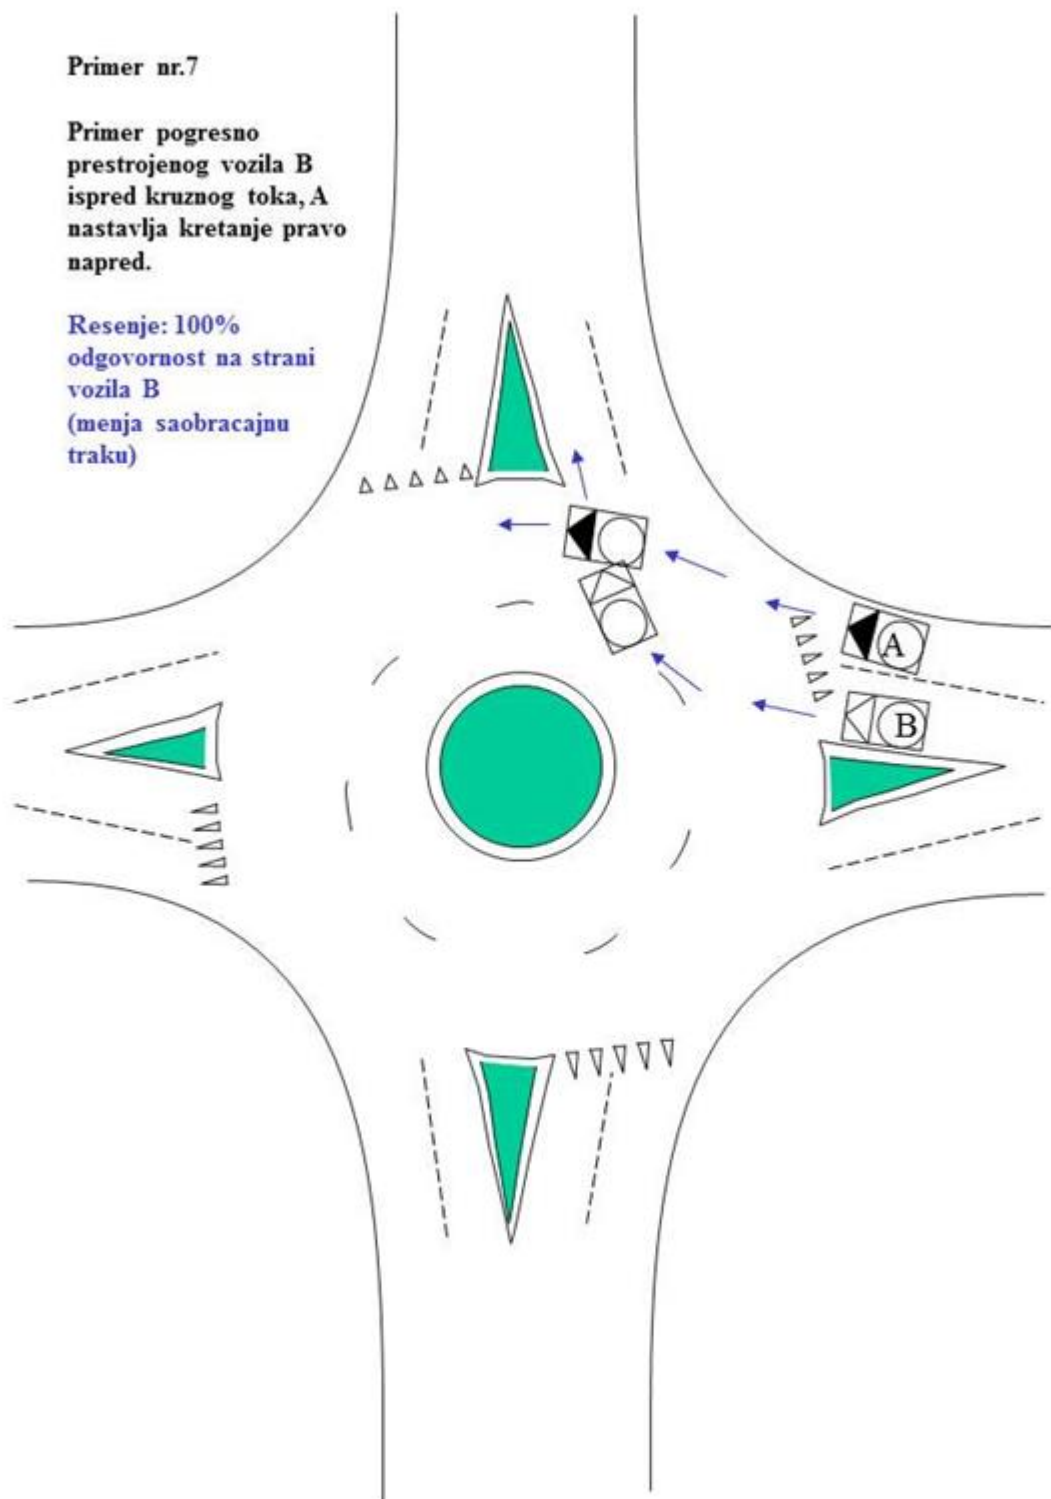 Primer nr.7
Primer pogresno
prestrojenog vozila B
ispred kruznog toka, A
nastavlja kretanje pravo
napred.
Resenje: 100%
odgovornost na strani
vozila B
(menja saobracajnu
traku)
A
B